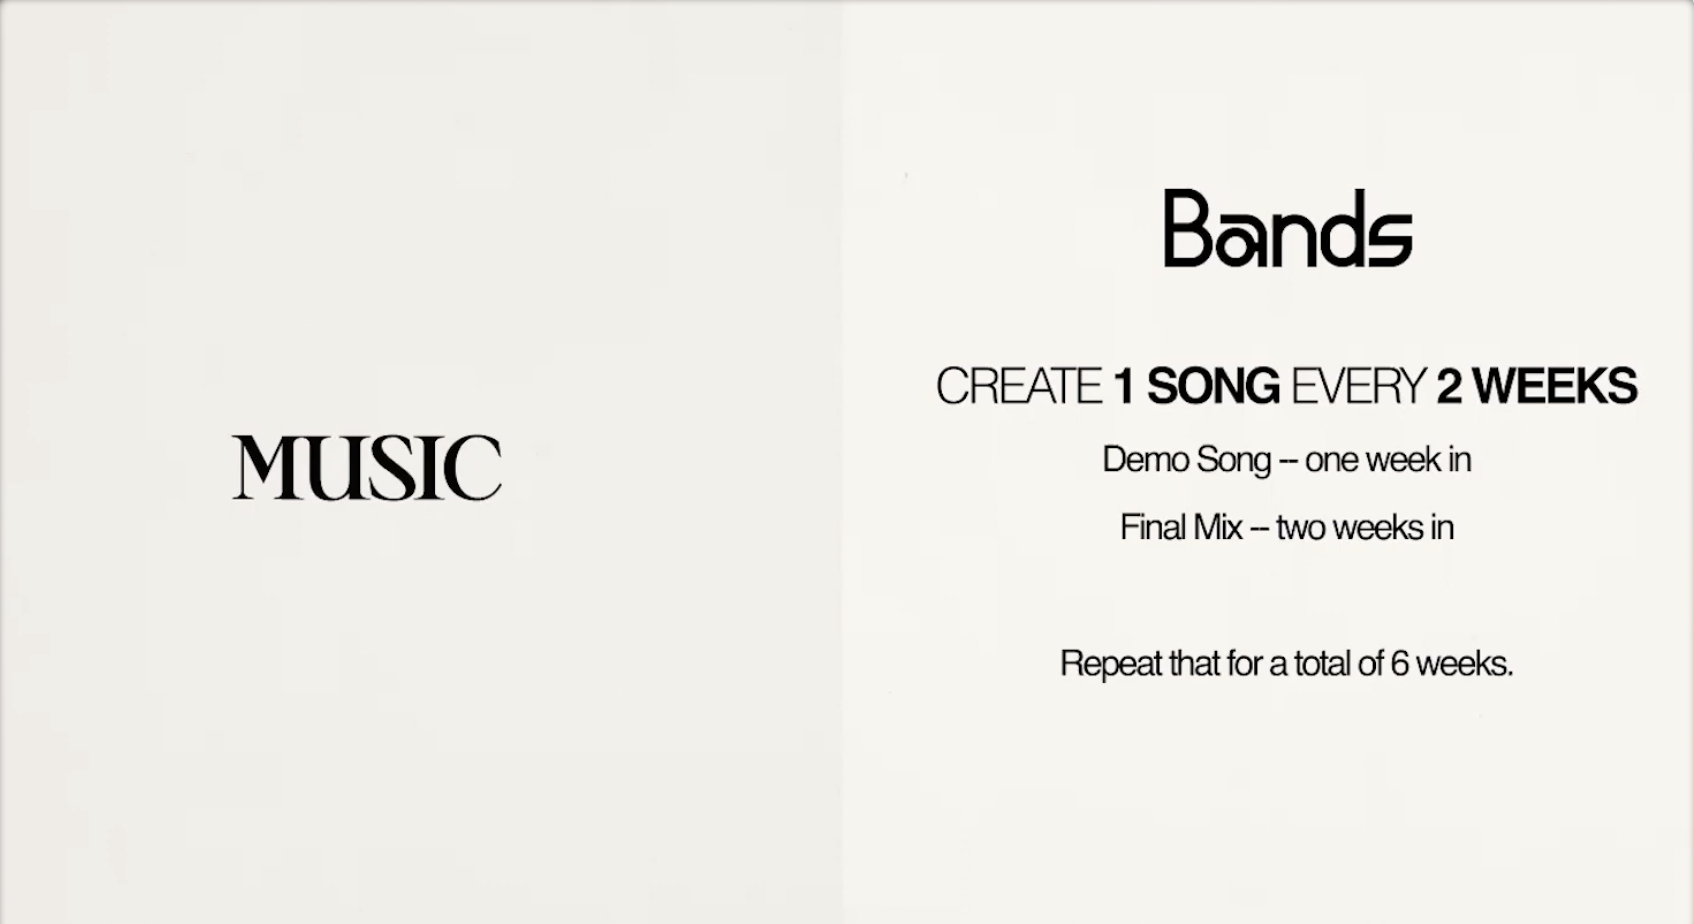 MUSIC
Bands
CREATE 1 SONG EVERY 2 WEEKS
Demo Song -- one week in
Final Mix -- two weeks in
Repeat that for a total of 6 weeks.